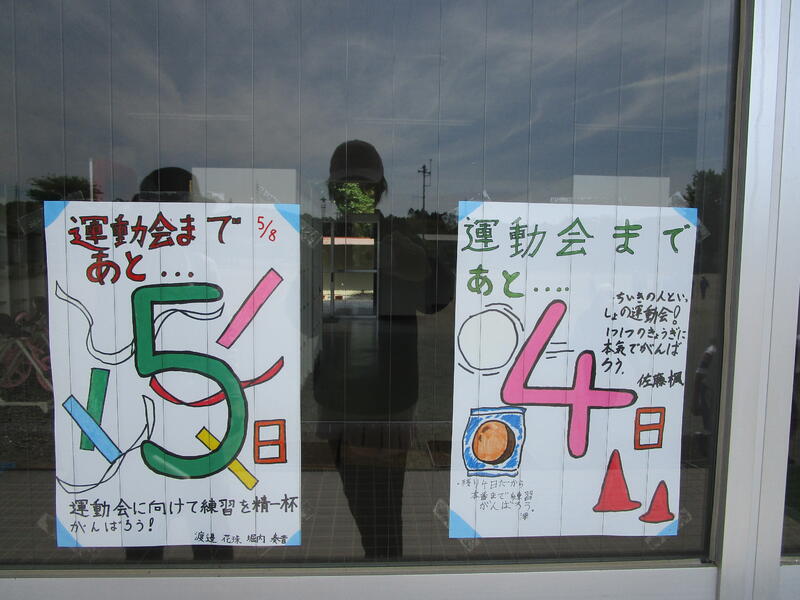 運動会まで
5/8
あと...
5
日
運動会に向けて練習を精一杯
がんばろう!
渡邉 花珠 堀内 奏音
運動会まで
あと....
4
日
ちいきの人といっ
しょの運動会!
1つ1つのきょうぎに
本気でがんば
ろう。
佐藤楓
残り4日だから
本番まで練習
がんばろう。